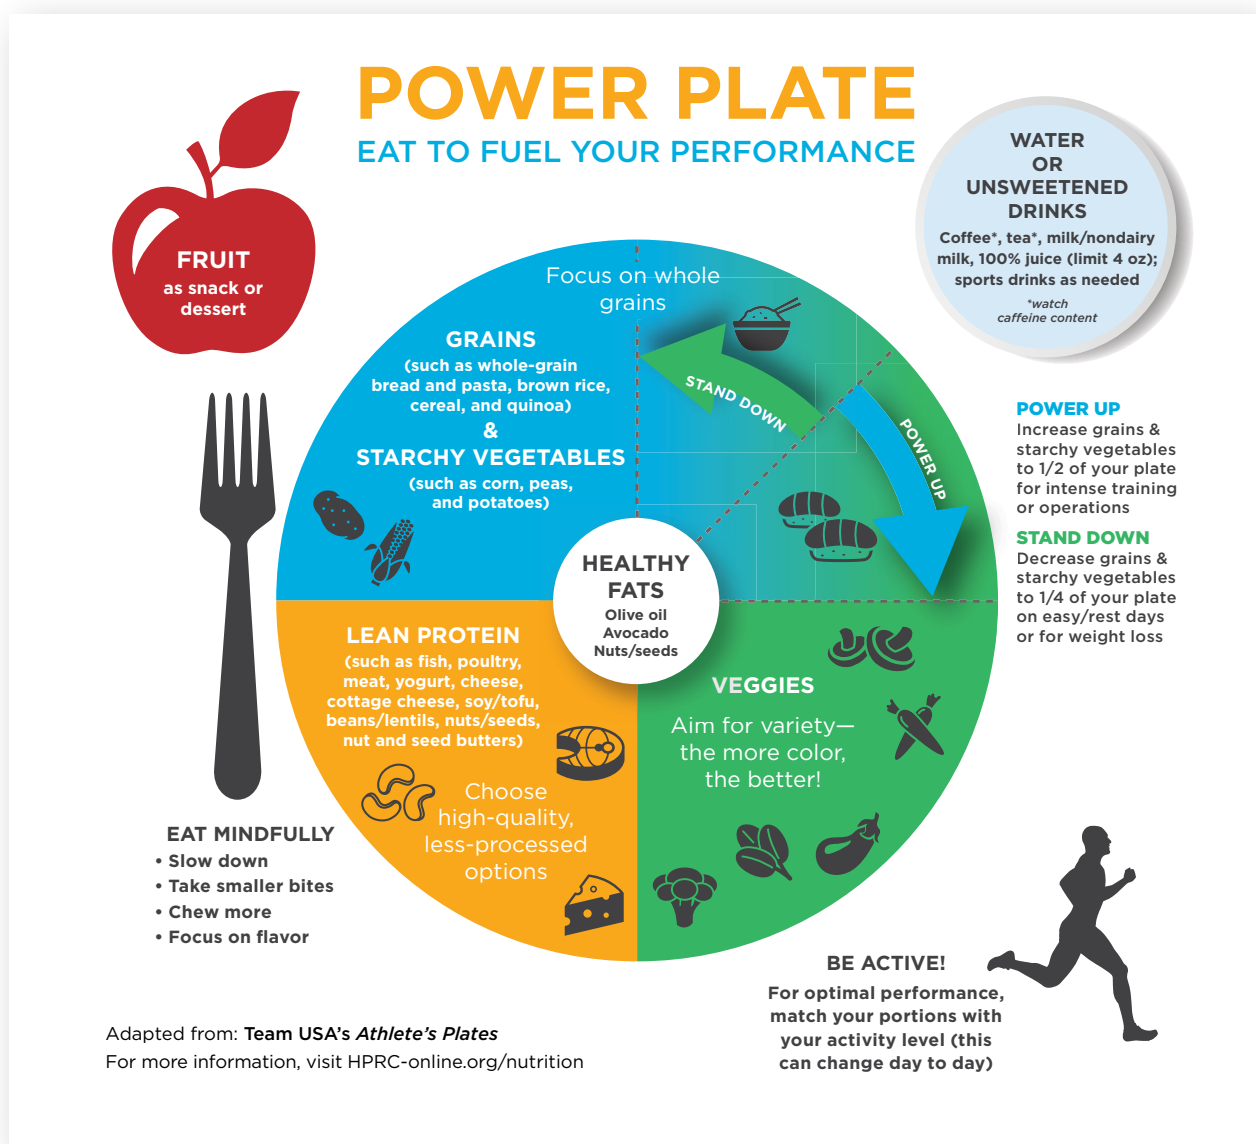 POWER PLATE
EAT TO FUEL YOUR PERFORMANCE
FRUIT
as snack or
dessert
WATER
OR
UNSWEETENED
DRINKS
Coffee*, tea*, milk/nondairy
milk, 100% juice (limit 4 oz);
sports drinks as needed
*watch
caffeine content
Focus on whole
grains
GRAINS
(such as whole-grain
bread and pasta, brown rice,
cereal, and quinoa)
&
STARCHY VEGETABLES
(such as corn, peas,
and potatoes)
STAND DOWN
POWER UP
POWER UP
Increase grains &
starchy vegetables
to 1/2 of your plate
for intense training
or operations
STAND DOWN
Decrease grains &
starchy vegetables
to 1/4 of your plate
on easy/rest days
or for weight loss
HEALTHY
FATS
Olive oil
Avocado
Nuts/seeds
LEAN PROTEIN
(such as fish, poultry,
meat, yogurt, cheese,
cottage cheese, soy/tofu,
beans/lentils, nuts/seeds,
nut and seed butters)
Choose
high-quality,
less-processed
options
VEGGIES
Aim for variety—
the more color,
the better!
EAT MINDFULLY
• Slow down
• Take smaller bites
• Chew more
• Focus on flavor
BE ACTIVE!
For optimal performance,
match your portions with
your activity level (this
can change day to day)
Adapted from: Team USA's Athlete's Plates
For more information, visit HPRC-online.org/nutrition